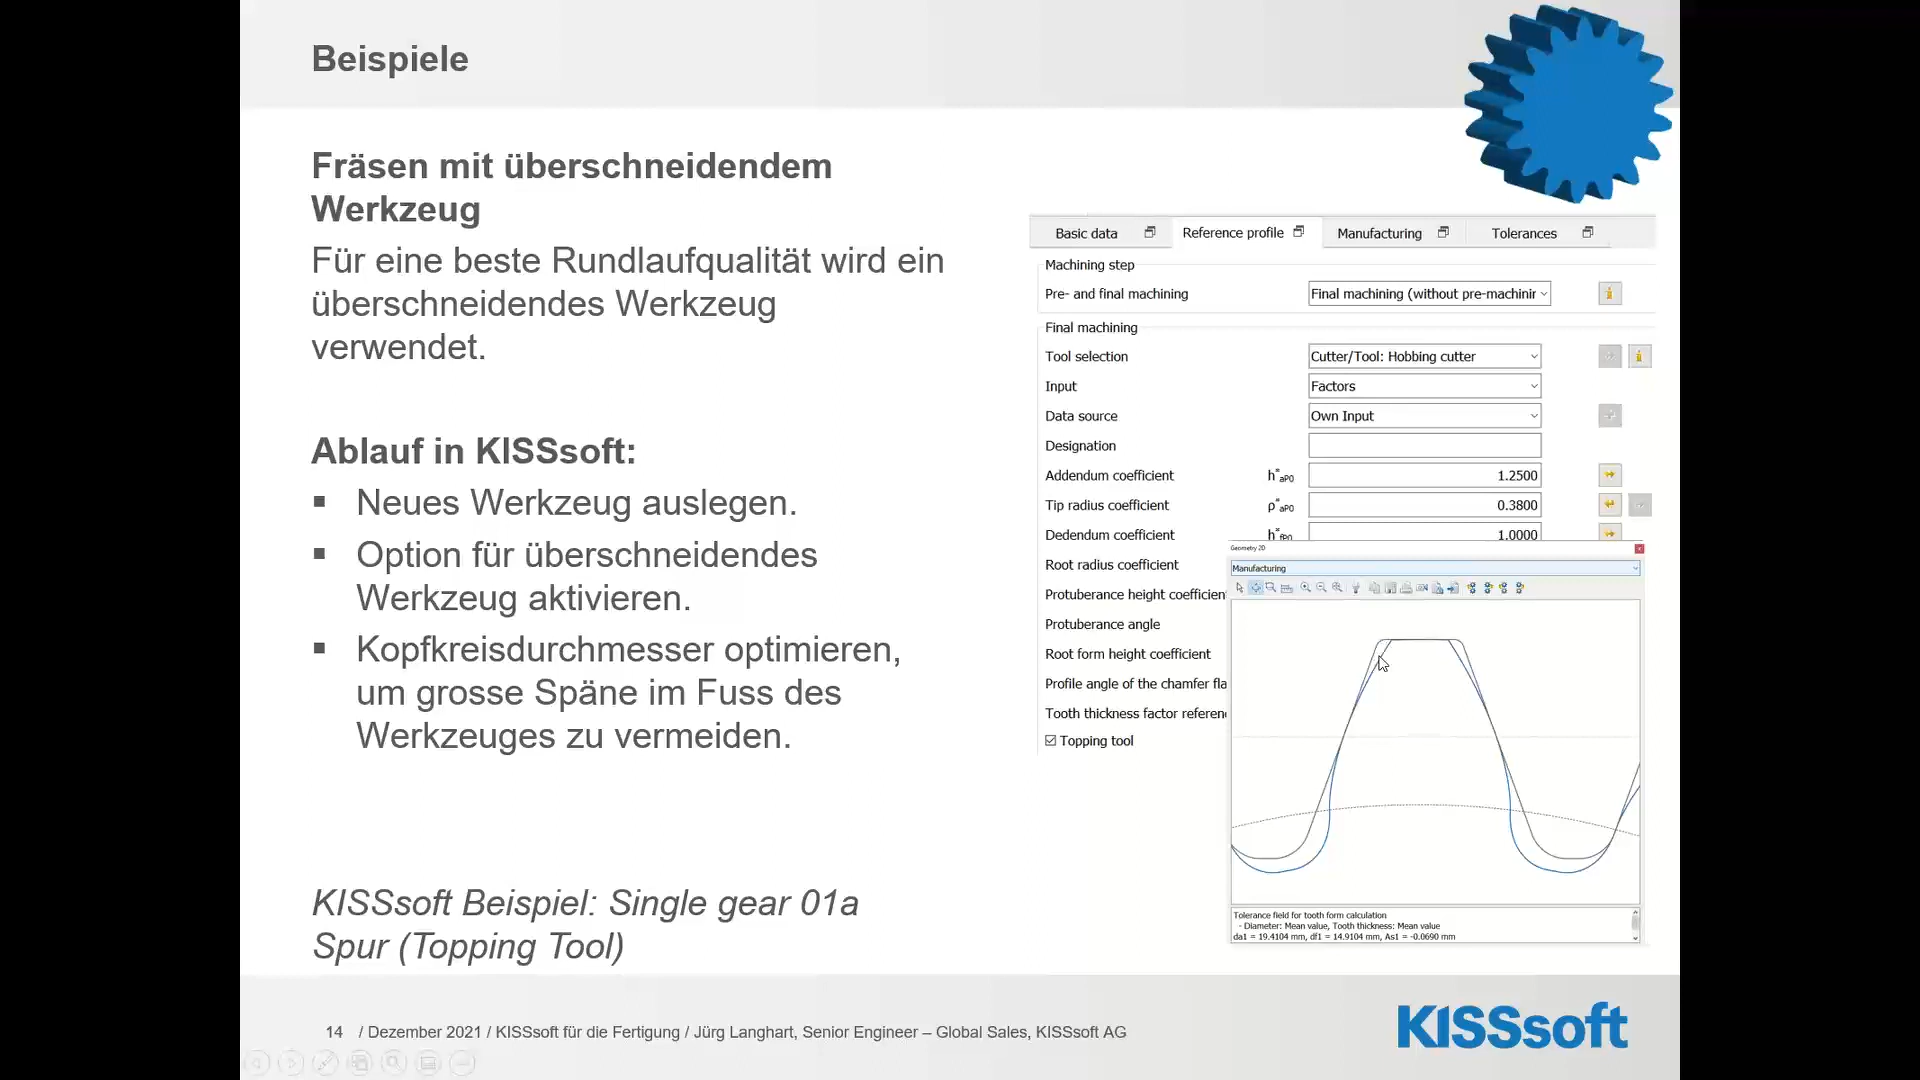 Beispiele
Fräsen mit überschneidendem
Werkzeug
Für eine beste Rundlaufqualität wird ein
überschneidendes Werkzeug
verwendet.
Ablauf in KISSsoft:
▪ Neues Werkzeug auslegen.
▪ Option für überschneidendes
Werkzeug aktivieren.
▪ Kopfkreisdurchmesser optimieren,
um grosse Späne im Fuss des
Werkzeuges zu vermeiden.
KISSsoft Beispiel: Single gear 01a
Spur (Topping Tool)
Basic data Reference profile Manufacturing Tolerances
Machining step
Pre- and final machining Final machining (without pre-machinir
Final machining
Tool selection Cutter/Tool: Hobbing cutter
Input Factors
Data source Own Input
Designation
Addendum coefficient h*aP0 1.2500
Tip radius coefficient ρ*aP0 0.3800
Dedendum coefficient h*fP0 1.0000
Root radius coefficient
Protuberance height coefficien
Protuberance angle
Root form height coefficient
Profile angle of the chamfer fla
Tooth thickness factor referen
Topping tool
Geometry 2D
Manufacturing
Tolerance field for tooth form calculation
- Diameter: Mean value, Tooth thickness: Mean value
da1 = 19.4104 mm, df1 = 14.9104 mm, As1 = -0.0690 mm
14 / Dezember 2021 / KISSsoft für die Fertigung / Jürg Langhart, Senior Engineer – Global Sales, KISSsoft AG
KISSsoft